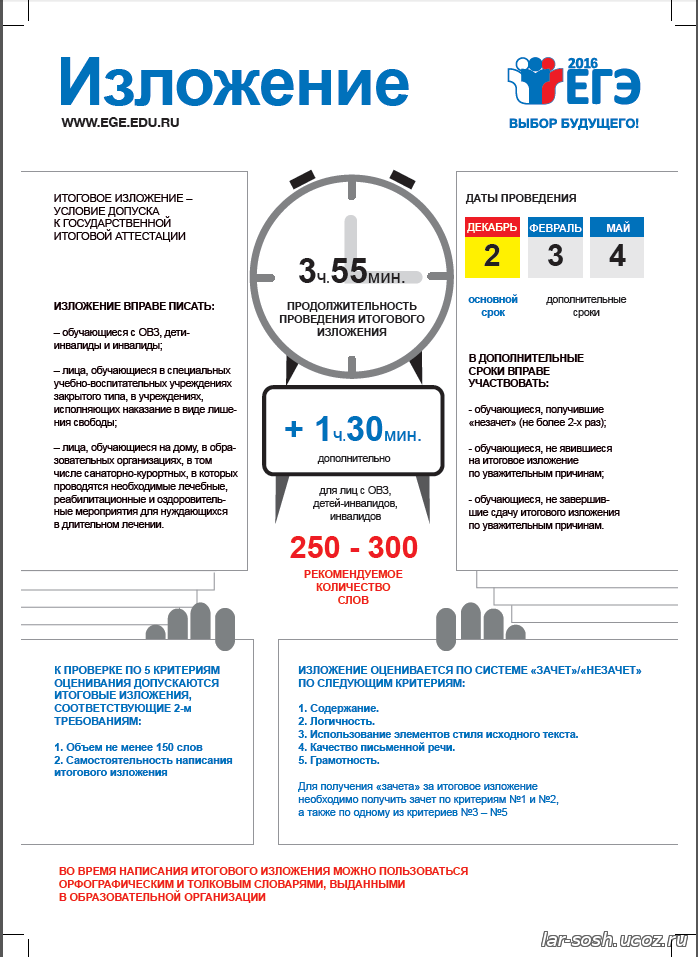 Изложение
WWW.EGE.EDU.RU
2016
ЕГЭ
ВЫБОР БУДУЩЕГО!
ИТОГОВОЕ ИЗЛОЖЕНИЕ –
УСЛОВИЕ ДОПУСКА
К ГОСУДАРСТВЕННОЙ
ИТОГОВОЙ АТТЕСТАЦИИ
ИЗЛОЖЕНИЕ ВПРАВЕ ПИСАТЬ:
– обучающиеся с ОВЗ, дети-
инвалиды и инвалиды;
– лица, обучающиеся в специальных
учебно-воспитательных учреждениях
закрытого типа, в учреждениях,
исполняющих наказание в виде лише-
ния свободы;
– лица, обучающиеся на дому, в обра-
зовательных организациях, в том
числе санаторно-курортных, в которых
проводятся необходимые лечебные,
реабилитационные и оздоровитель-
ные мероприятия для нуждающихся
в длительном лечении.
3ч.55мин.
ПРОДОЛЖИТЕЛЬНОСТЬ
ПРОВЕДЕНИЯ ИТОГОВОГО
ИЗЛОЖЕНИЯ
+ 1ч.30мин.
дополнительно
для лиц с ОВЗ,
детей-инвалидов,
инвалидов
250 - 300
РЕКОМЕНДУЕМОЕ
КОЛИЧЕСТВО
СЛОВ
ДАТЫ ПРОВЕДЕНИЯ
ДЕКАБРЬ ФЕВРАЛЬ МАЙ
2 3 4
основной дополнительные
срок сроки
В ДОПОЛНИТЕЛЬНЫЕ
СРОКИ ВПРАВЕ
УЧАСТВОВАТЬ:
- обучающиеся, получившие
«незачет» (не более 2-х раз);
- обучающиеся, не явившиеся
на итоговое изложение
по уважительным причинам;
- обучающиеся, не завершив-
шие сдачу итогового изложения
по уважительным причинам.
К ПРОВЕРКЕ ПО 5 КРИТЕРИЯМ
ОЦЕНИВАНИЯ ДОПУСКАЮТСЯ
ИТОГОВЫЕ ИЗЛОЖЕНИЯ,
СООТВЕТСТВУЮЩИЕ 2-м
ТРЕБОВАНИЯМ:
1. Объем не менее 150 слов
2. Самостоятельность написания
итогового изложения
ИЗЛОЖЕНИЕ ОЦЕНИВАЕТСЯ ПО СИСТЕМЕ «ЗАЧЕТ»/«НЕЗАЧЕТ»
ПО СЛЕДУЮЩИМ КРИТЕРИЯМ:
1. Содержание.
2. Логичность.
3. Использование элементов стиля исходного текста.
4. Качество письменной речи.
5. Грамотность.
Для получения «зачета» за итоговое изложение
необходимо получить зачет по критериям №1 и №2,
а также по одному из критериев №3 – №5
ВО ВРЕМЯ НАПИСАНИЯ ИТОГОВОГО ИЗЛОЖЕНИЯ МОЖНО ПОЛЬЗОВАТЬСЯ
ОРФОГРАФИЧЕСКИМ И ТОЛКОВЫМ СЛОВАРЯМИ, ВЫДАННЫМИ
В ОБРАЗОВАТЕЛЬНОЙ ОРГАНИЗАЦИИ
lar-sosh.ucoz.ru